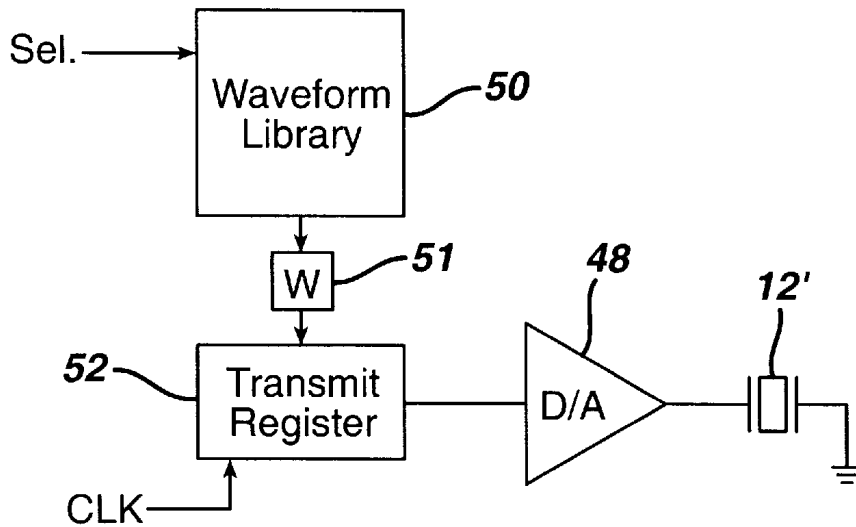 Sel.
Waveform
Library
50
W
51
48
12'
52
Transmit
Register
D/A
CLK